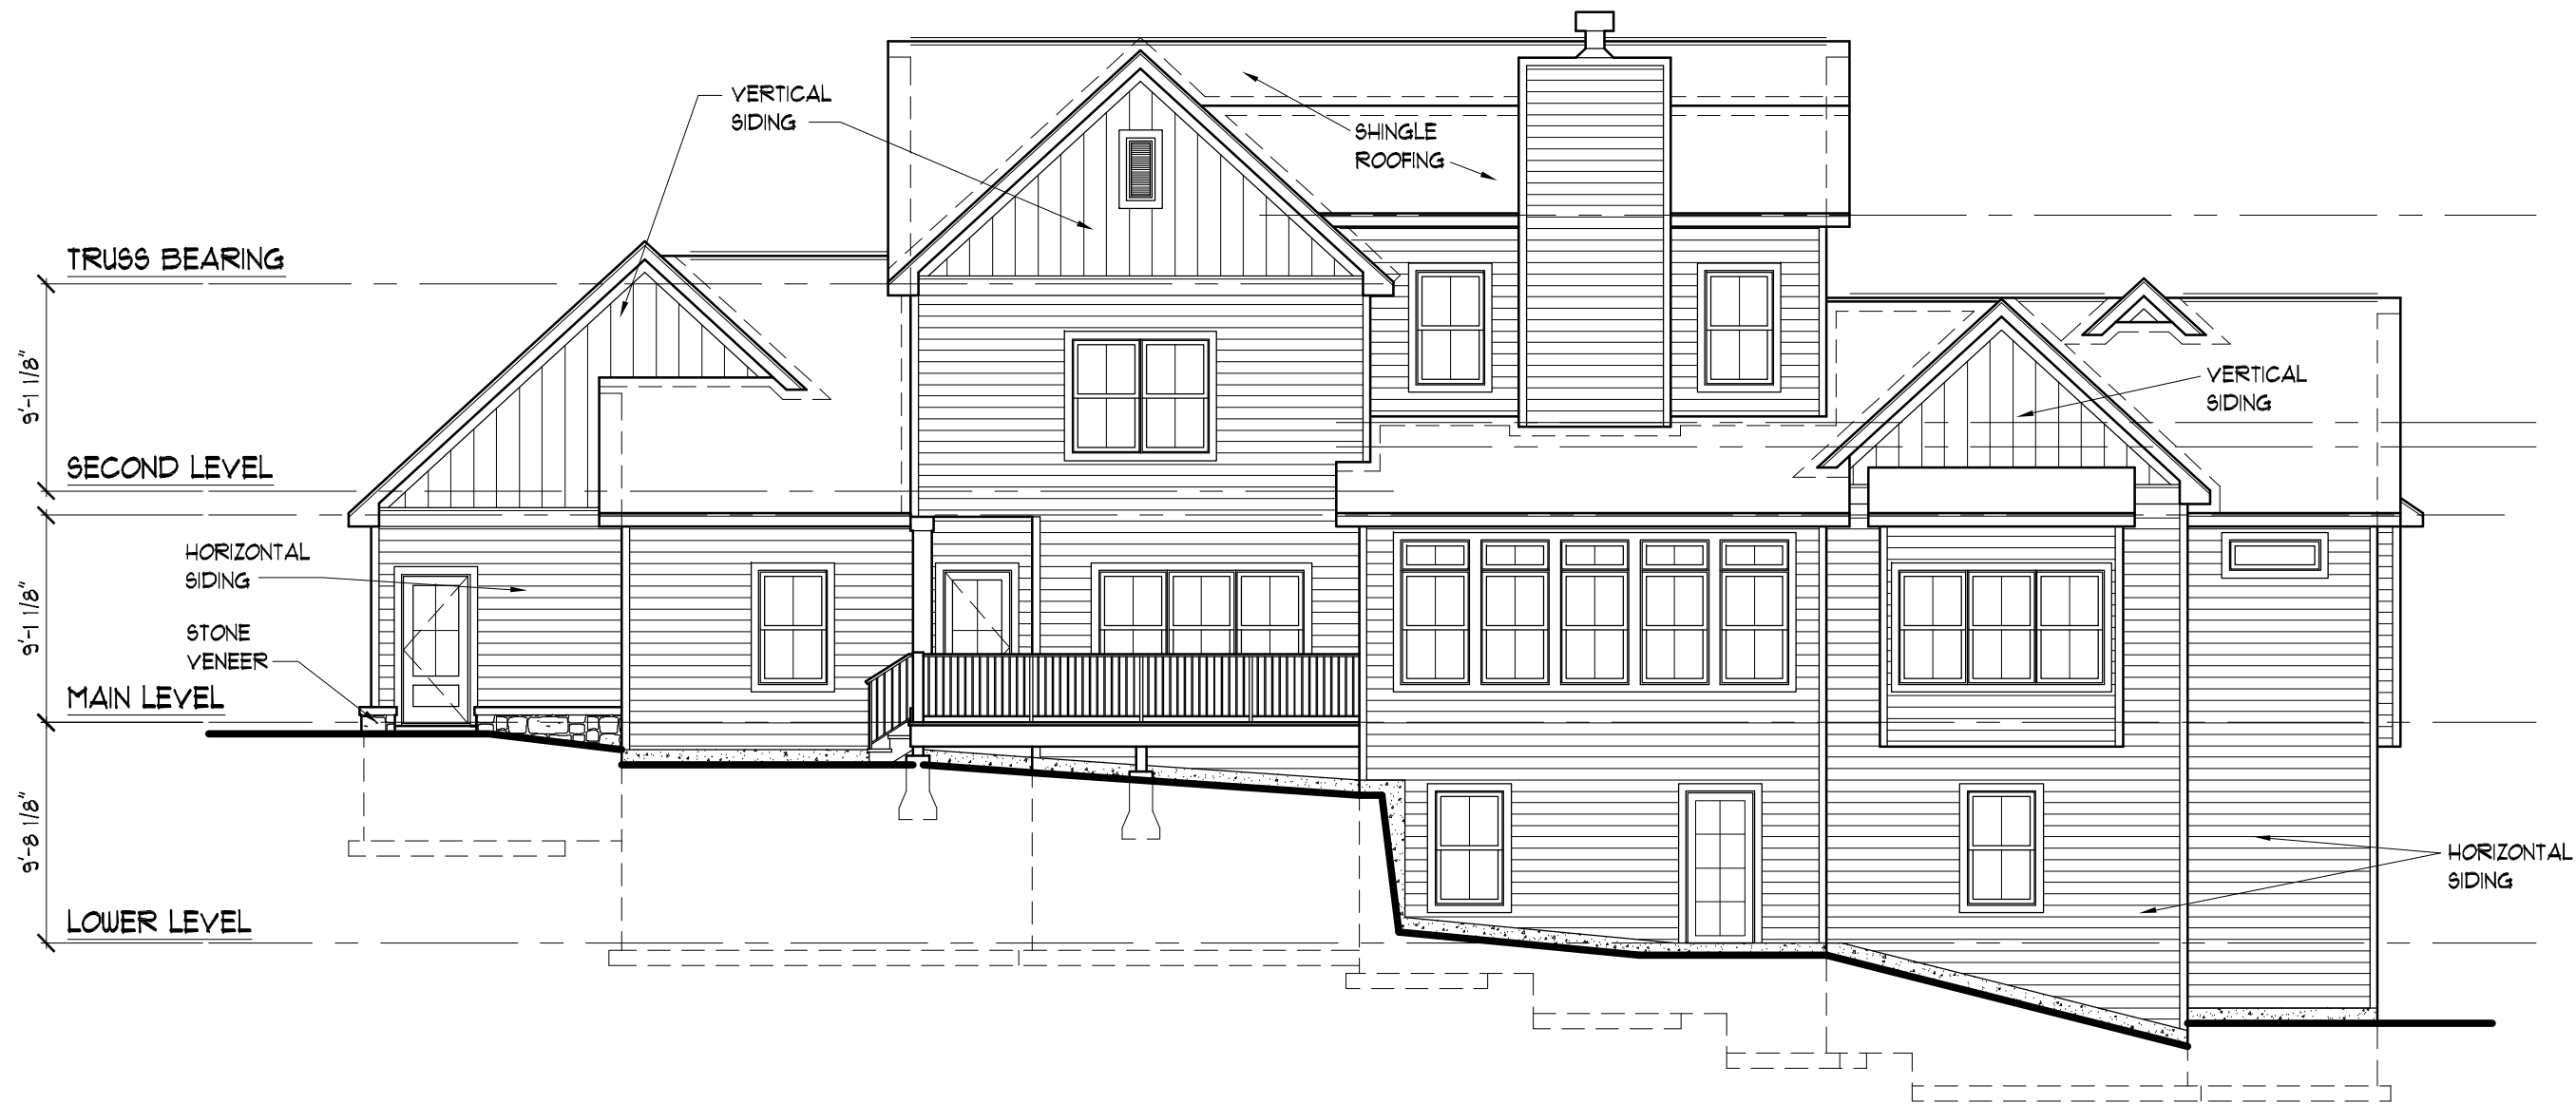 VERTICAL
SIDING
SHINGLE
ROOFING
TRUSS BEARING
9'-1 1/8"
VERTICAL
SIDING
SECOND LEVEL
HORIZONTAL
SIDING
9'-1 1/8"
STONE
VENEER
MAIN LEVEL
9'-8 1/8"
HORIZONTAL
SIDING
LOWER LEVEL